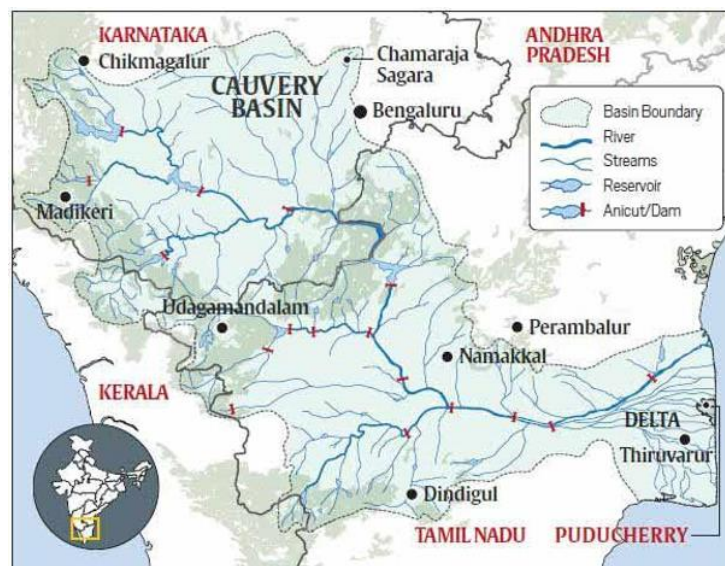 KARNATAKA
Chikmagalur
Chamaraja
Sagara
ANDHRA
PRADESH
CAUVERY
BASIN
Bengaluru
Basin Boundary
River
Streams
Reservoir
Anicut/Dam
Madikeri
Udagamandalam
Perambalur
Namakkal
KERALA
DELTA
Thiruvarur
Dindigul
TAMIL NADU
PUDUCHERRY